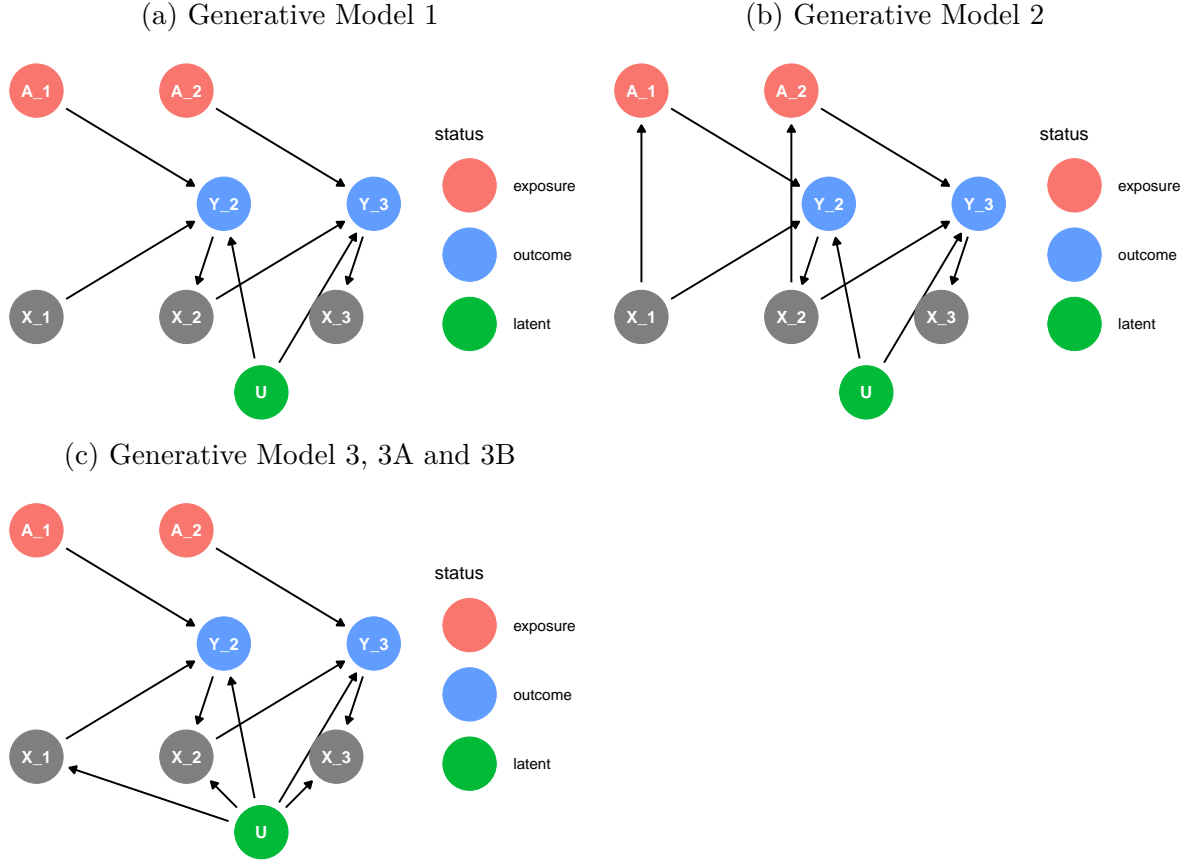 (a) Generative Model 1
A_1
A_2
status
exposure
Y_2
Y_3
outcome
X_1
X_2
X_3
latent
U
(b) Generative Model 2
A_1
A_2
status
exposure
Y_2
Y_3
outcome
X_1
X_2
X_3
latent
U
(c) Generative Model 3, 3A and 3B
A_1
A_2
status
exposure
Y_2
Y_3
outcome
X_1
X_2
X_3
latent
U